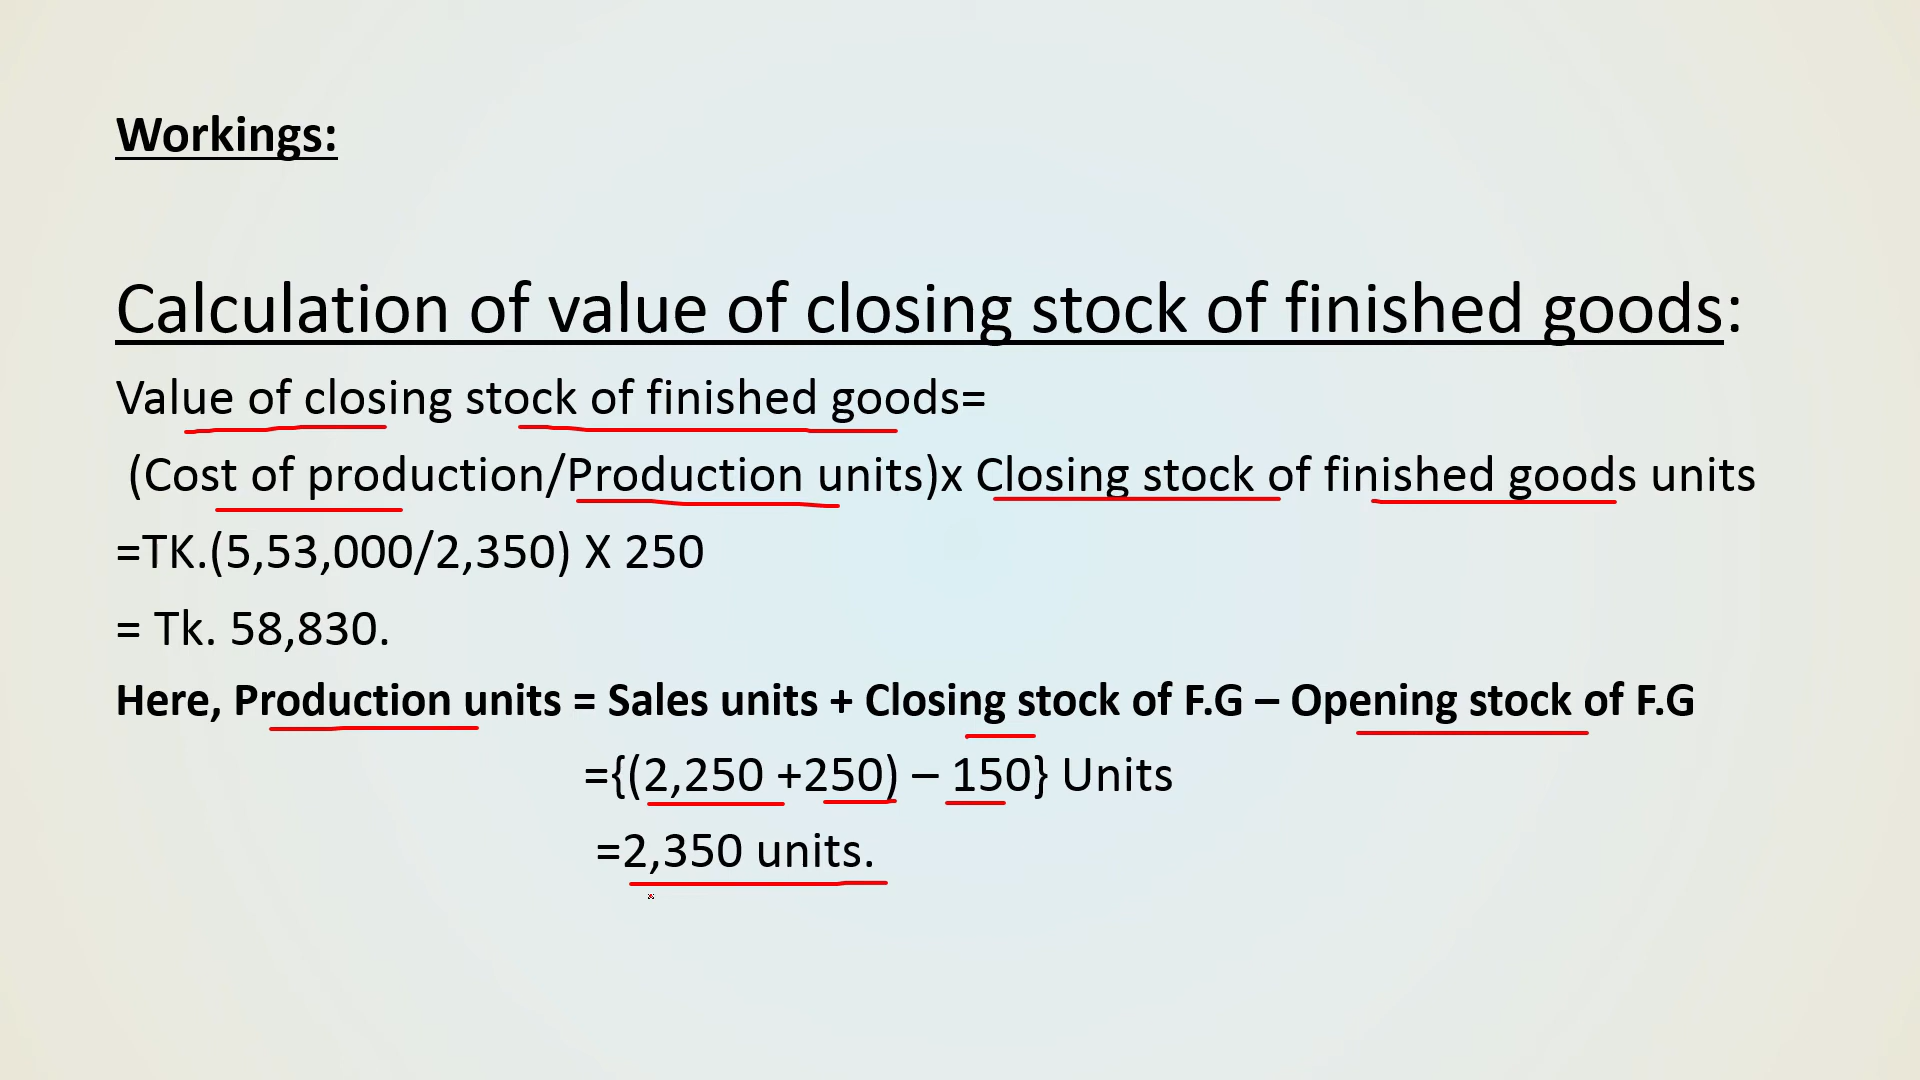 Workings:
Calculation of value of closing stock of finished goods:
Value of closing stock of finished goods=
(Cost of production/Production units)x Closing stock of finished goods units
=TK.(5,53,000/2,350) X 250
= Tk. 58,830.
Here, Production units = Sales units + Closing stock of F.G – Opening stock of F.G
={(2,250 +250) – 150} Units
=2,350 units.